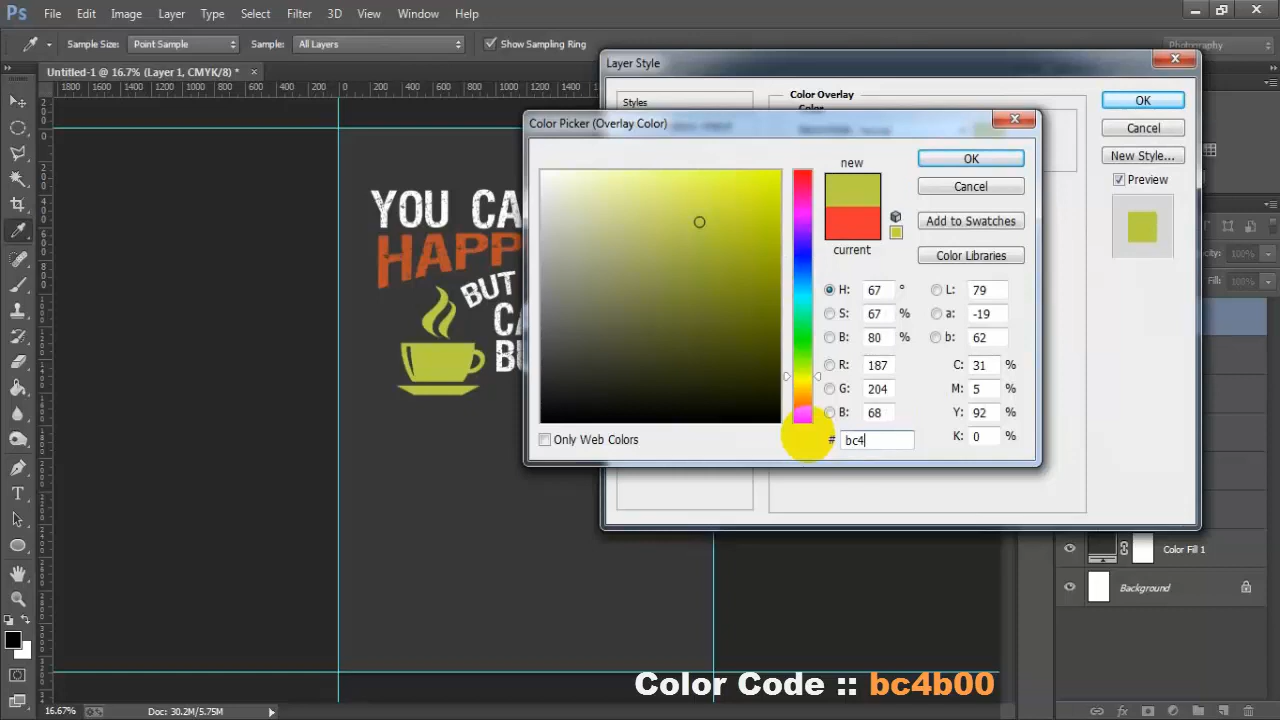 Ps File Edit Image Layer Type Select Filter 3D View Window Help
Sample Size: Point Sample Sample: All Layers Show Sampling Ring Photography
Untitled-1 @ 16.7% (Layer 1, CMYK/8) *
1800 1600 1400 1200 1000 800 600 400 200 0 200 400 600 800 1000 1200 1400
Layer Style
Styles
Color Overlay
Color
OK
Cancel
New Style...
Preview
Color Picker (Overlay Color)
new
current
OK
Cancel
Add to Swatches
Color Libraries
H: 67 °
S: 67 %
B: 80 %
R: 187
G: 204
B: 68
L: 79
a: -19
b: 62
C: 31 %
M: 5 %
Y: 92 %
K: 0 %
Only Web Colors
# bc4
YOU CA
HAPP
BUT
CA
BU
100%
100%
Color Fill 1
Background
Color Code :: bc4b00
16.67% Doc: 30.2M/5.75M